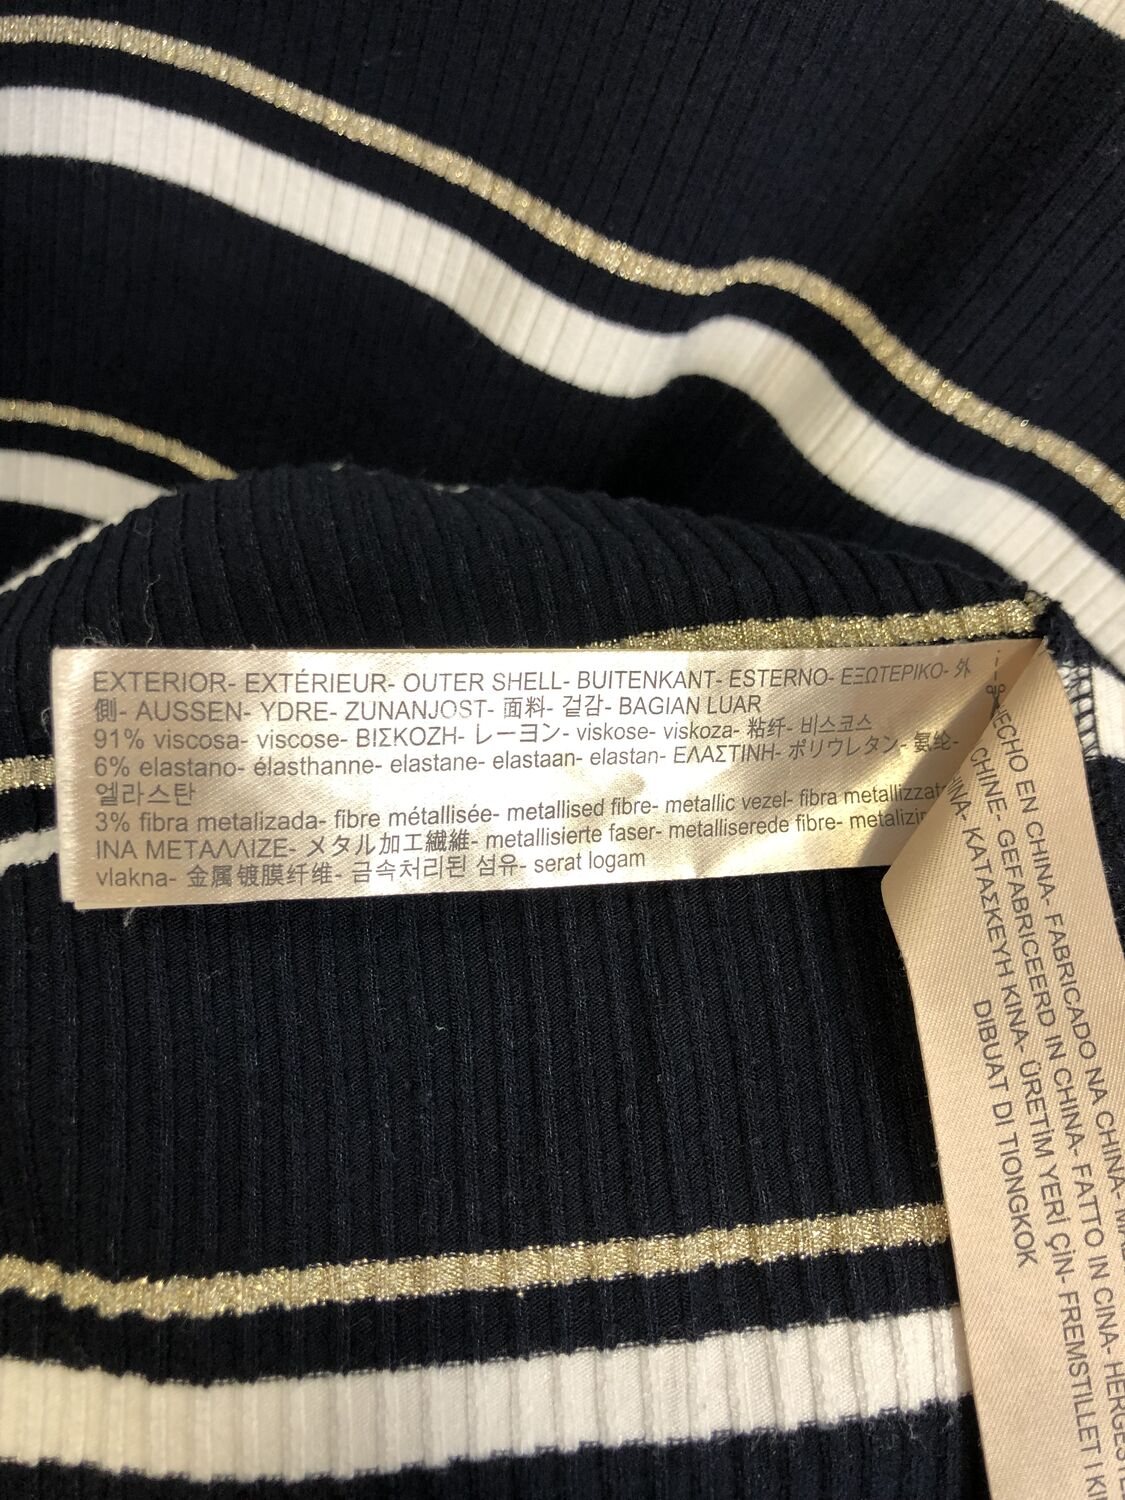 EXTERIOR- EXTÉRIEUR- OUTER SHELL- BUITENKANT- ESTERNO- ΕΞΩΤΕΡΙΚΟ- 外
側- AUSSEN- YDRE- ZUNANJOST- 面料- 겉감- BAGIAN LUAR
91% viscosa- viscose- ΒΙΣΚΟΖΗ- レーヨン- viskose- viskoza- 粘纤- 비스코스
6% elastano- élasthanne- elastane- elastaan- elastan- ΕΛΑΣΤΙΝΗ- ポリウレタン- 氨纶-
엘라스탄
3% fibra metalizada- fibre métallisée- metallised fibre- metallic vezel- fibra
ΙΝΑ ΜΕΤΑΛΛΙΖΕ- メタル加工繊維- metallisierte faser- metalliserede fibre-
vlakna- 金属镀膜纤维- 금속처리된 섬유- serat logam
HECHO EN CHINA- FABRICADO NA CHINA-
CHINE- GEFABRICEERD IN CHINA- FATTO IN CINA-
ΚΑΤΑΣΚΕΥΗ ΚΙΝΑ- ÜRETİM YERİ ÇİN- FREMSTILLET I
DIBUAT DI TIONGKOK